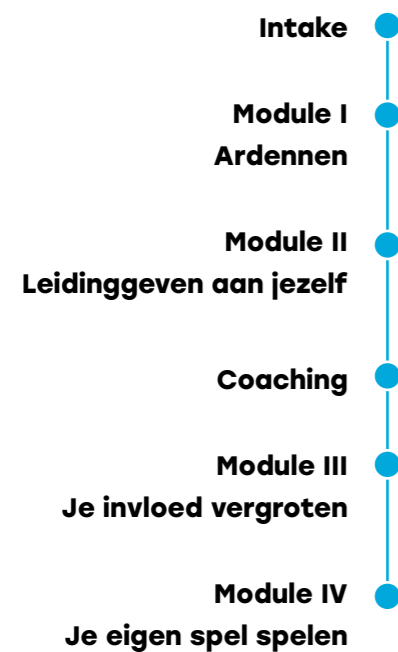 Intake
Module I
Ardennen
Module II
Leidinggeven aan jezelf
Coaching
Module III
Je invloed vergroten
Module IV
Je eigen spel spelen